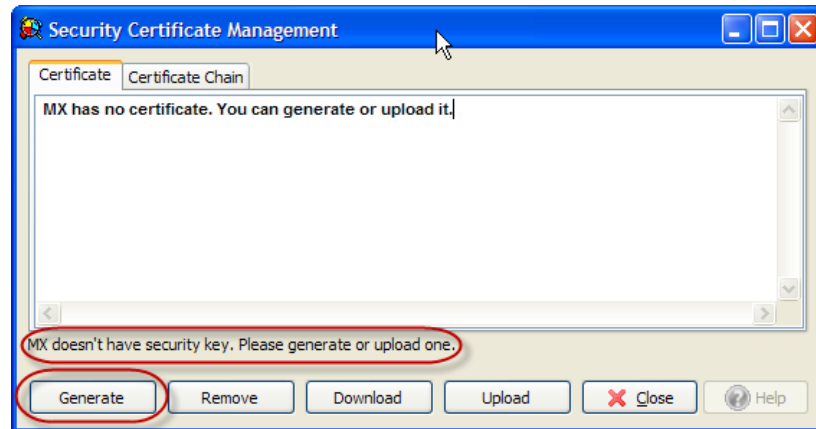 Security Certificate Management
Certificate Certificate Chain
MX has no certificate. You can generate or upload it.
MX doesn't have security key. Please generate or upload one.
Generate Remove Download Upload Close Help